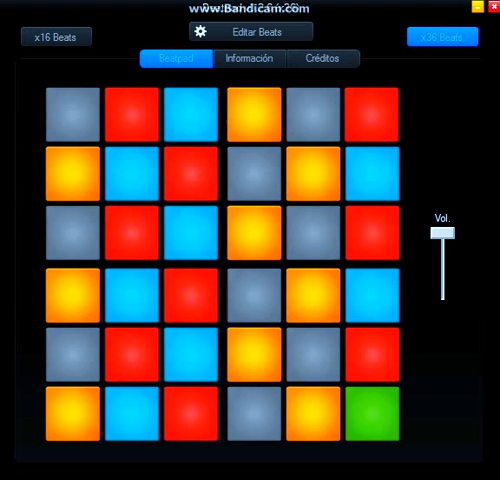 www.Bandicam.com
x16 Beats
Editar Beats
x36 Beats
Beatpad
Información
Créditos
Vol.